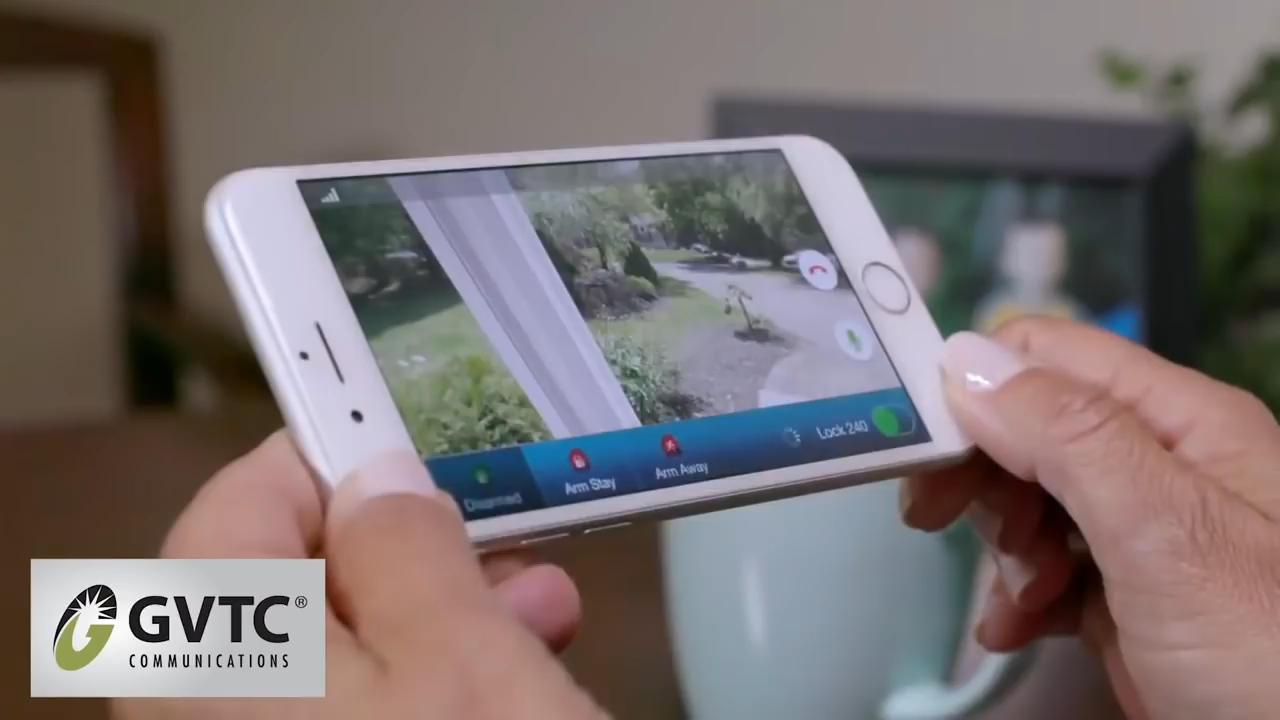 Disarmed
Arm Stay
Arm Away
Lock 240
GVTC®
COMMUNICATIONS